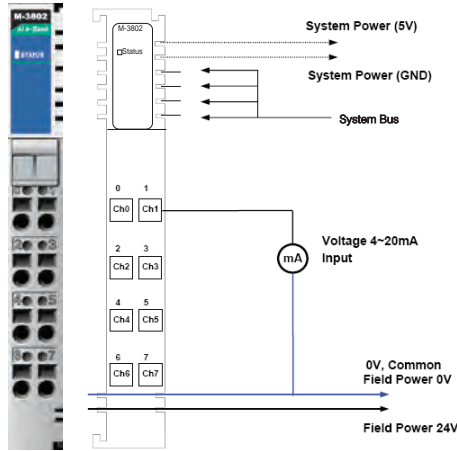 M-3802
STATUS
M-3802
Status
System Power (5V)
System Power (GND)
System Bus
0 1
Ch0 Ch1
2 3
Ch2 Ch3
4 5
Ch4 Ch5
6 7
Ch6 Ch7
mA
Voltage 4~20mA
Input
0V, Common
Field Power 0V
Field Power 24V